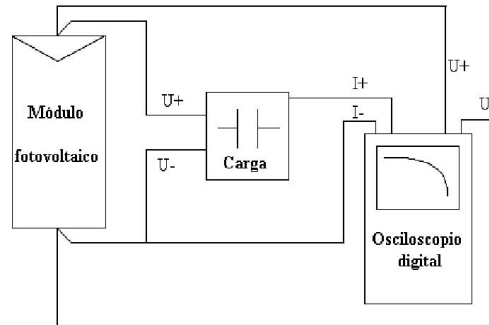 Módulo
fotovoltaico
U+
U-
Carga
I+
I-
U+
U
Osciloscopio
digital